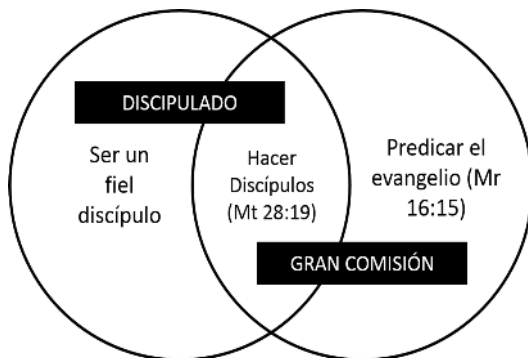 DISCIPULADO
Ser un
fiel
discípulo
Hacer
Discípulos
(Mt 28:19)
Predicar el
evangelio (Mr
16:15)
GRAN COMISIÓN